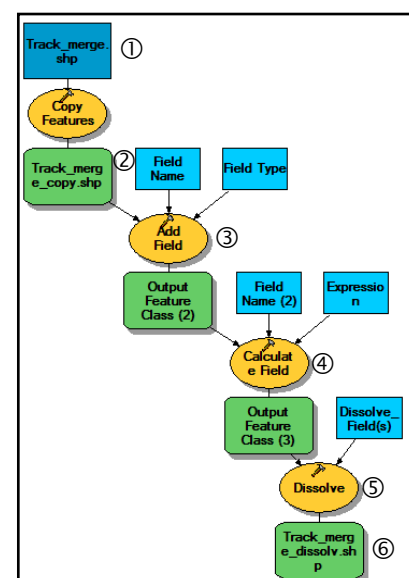 Track_merge.
shp
①
Copy
Features
Track_merg
e_copy.shp
②
Field
Name
Field Type
Add
Field
③
Output
Feature
Class (2)
Field
Name (2)
Expressio
n
Calculat
e Field
④
Output
Feature
Class (3)
Dissolve_
Field(s)
Dissolve
⑤
Track_merg
e_dissolv.sh
p
⑥